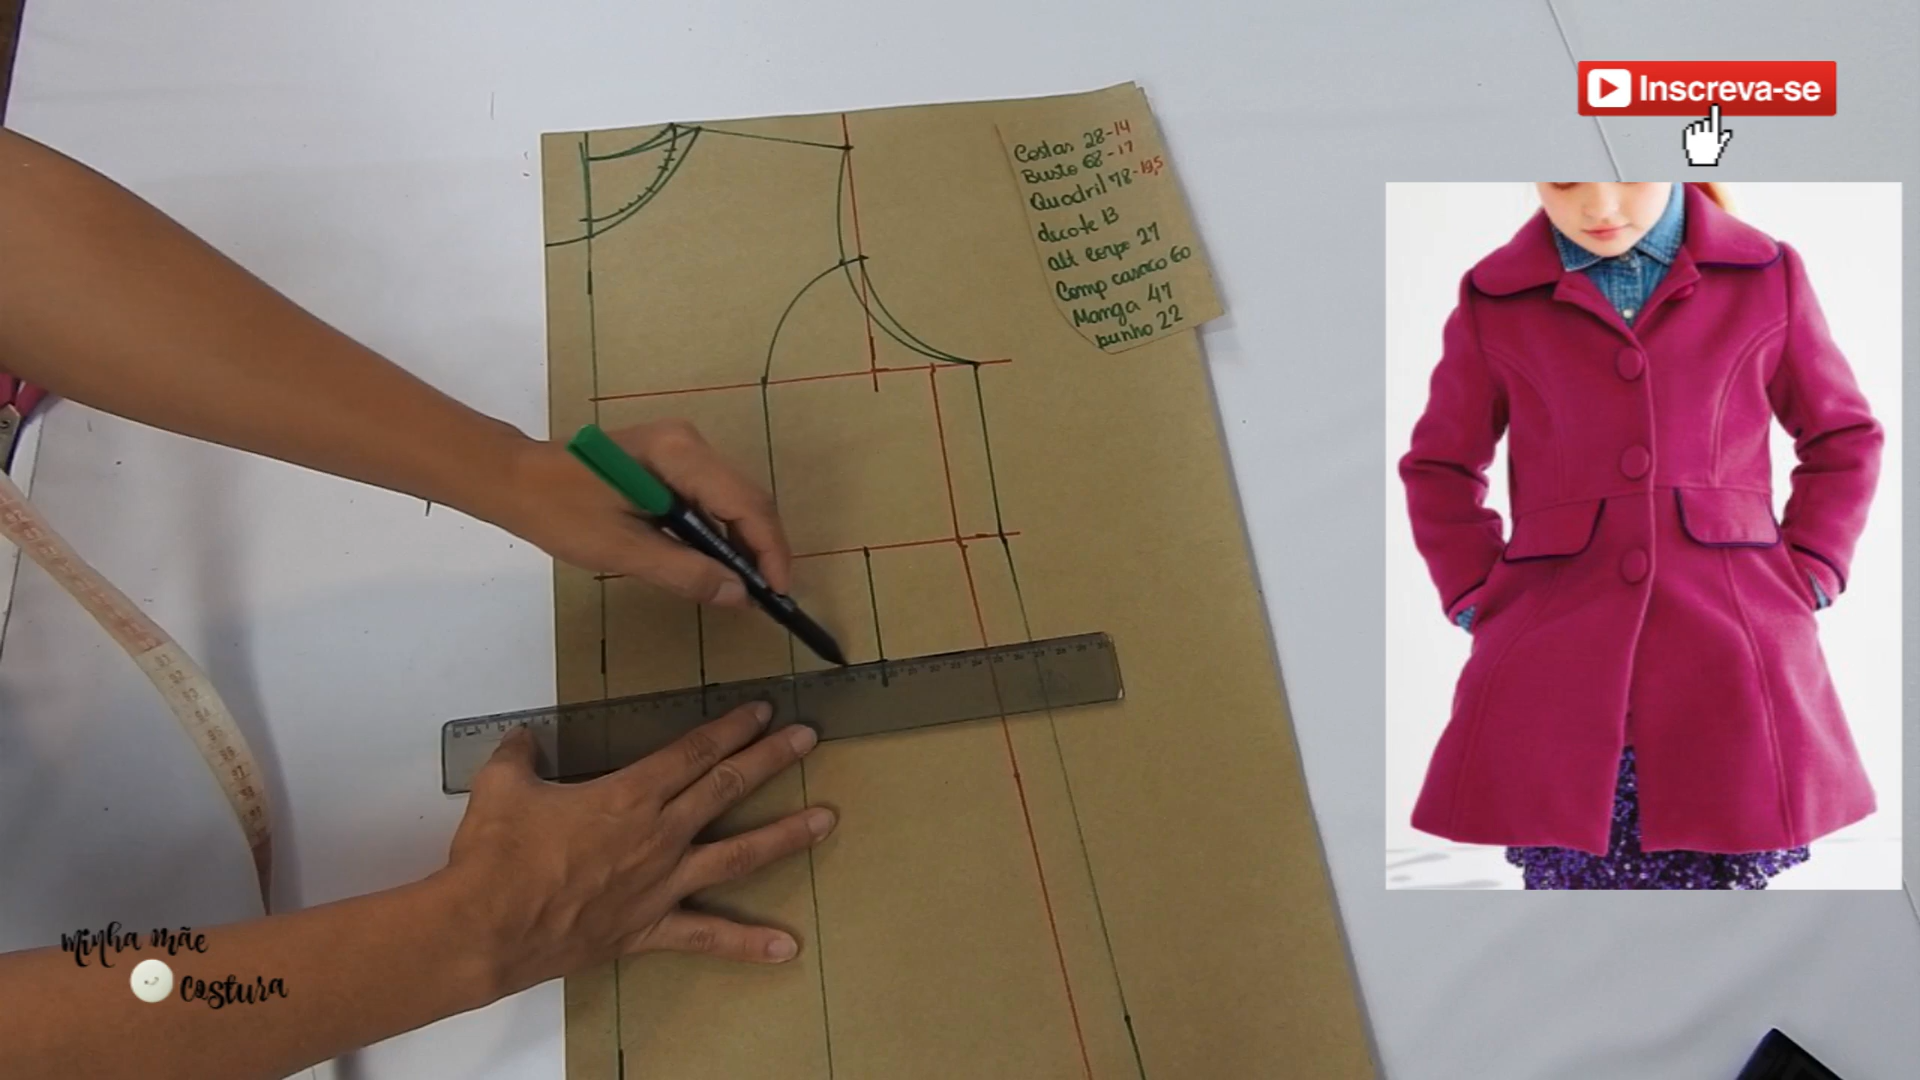 Inscreva-se
Costas 28-14
Busto 68-17
Quadril 78-19,5
decote 13
alt corpo 27
Comp casaco 60
Manga 47
punho 22
minha mãe
costura